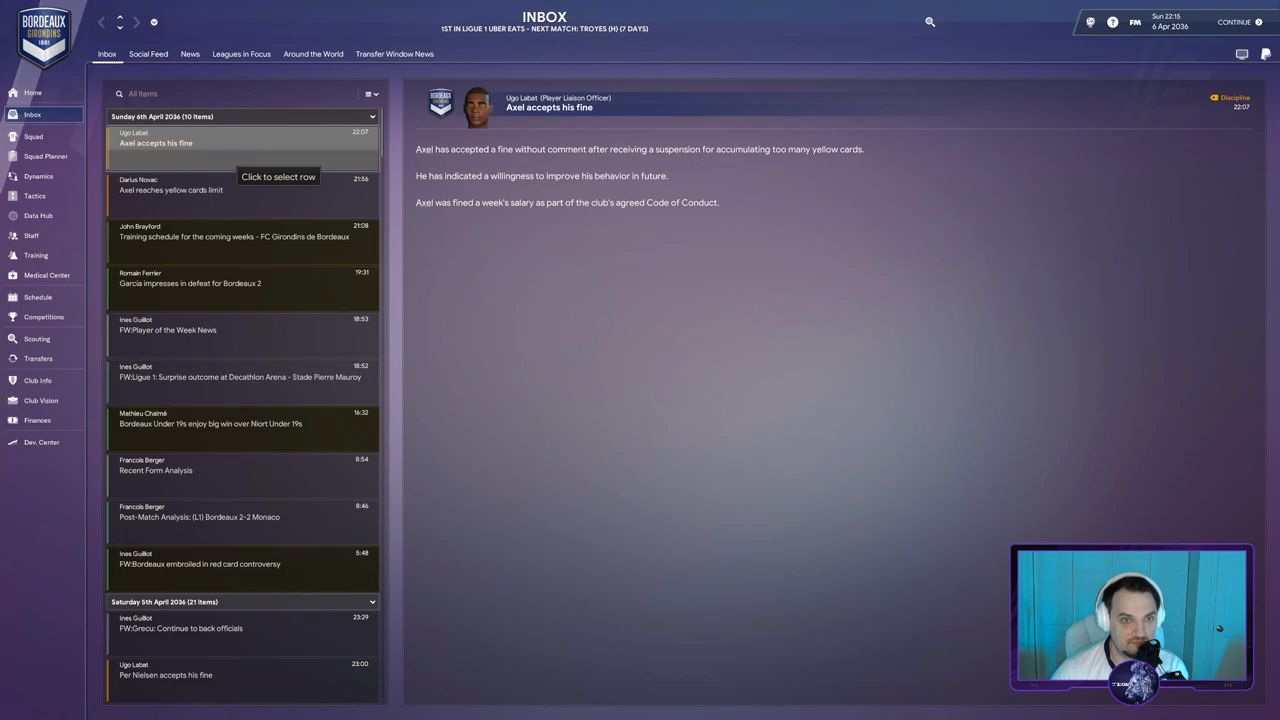 BORDEAUX
GIRONDINS
1881
INBOX
1ST IN LIGUE 1 UBER EATS - NEXT MATCH: TROYES (H) (7 DAYS)
FM
Sun 22:15
6 Apr 2036
CONTINUE
Inbox
Social Feed
News
Leagues in Focus
Around the World
Transfer Window News
Home
Inbox
Squad
Squad Planner
Dynamics
Tactics
Data Hub
Staff
Training
Medical Center
Schedule
Competitions
Scouting
Transfers
Club Info
Club Vision
Finances
Dev. Center
All Items
Sunday 6th April 2036 (10 items)
Ugo Labat 22:07
Axel accepts his fine
Click to select row
Darius Novac 21:56
Axel reaches yellow cards limit
John Brayford 21:08
Training schedule for the coming weeks - FC Girondins de Bordeaux
Romain Ferrier 19:31
García impresses in defeat for Bordeaux 2
Ines Guillot 18:53
FW:Player of the Week News
Ines Guillot 18:52
FW:Ligue 1: Surprise outcome at Decathlon Arena - Stade Pierre Mauroy
Mathieu Chalmé 16:32
Bordeaux Under 19s enjoy big win over Niort Under 19s
Francois Berger 8:54
Recent Form Analysis
Francois Berger 8:46
Post-Match Analysis: (L1) Bordeaux 2-2 Monaco
Ines Guillot 5:48
FW:Bordeaux embroiled in red card controversy
Saturday 5th April 2036 (21 items)
Ines Guillot 23:29
FW:Grecu: Continue to back officials
Ugo Labat 23:00
Per Nielsen accepts his fine
Ugo Labat (Player Liaison Officer)
Axel accepts his fine
Discipline
22:07
Axel has accepted a fine without comment after receiving a suspension for accumulating too many yellow cards.
He has indicated a willingness to improve his behavior in future.
Axel was fined a week's salary as part of the club's agreed Code of Conduct.